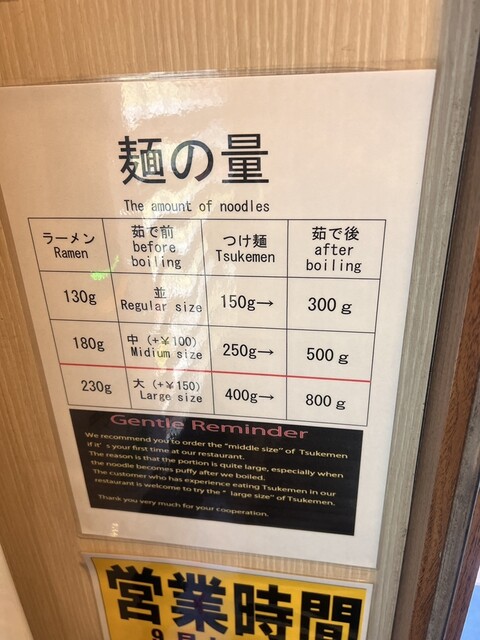 麺の量
The amount of noodles
ラーメン
Ramen
茹で前
before
boiling
つけ麺
Tsukemen
茹で後
after
boiling
130g
並
Regular size
150g→
300g
180g
中 (+¥100)
Midium size
250g→
500g
230g
大 (+¥150)
Large size
400g→
800g
Gentle Reminder
We recommend you to order the "middle size" of Tsukemen
if it's your first time at our restaurant.
The reason is that the portion is quite large, especially when
the noodle becomes puffy after we boiled.
The customer who has experience eating Tsukemen in our
restaurant is welcome to try the " large size" of Tsukemen.
Thank you very much for your cooperation.
営業時間